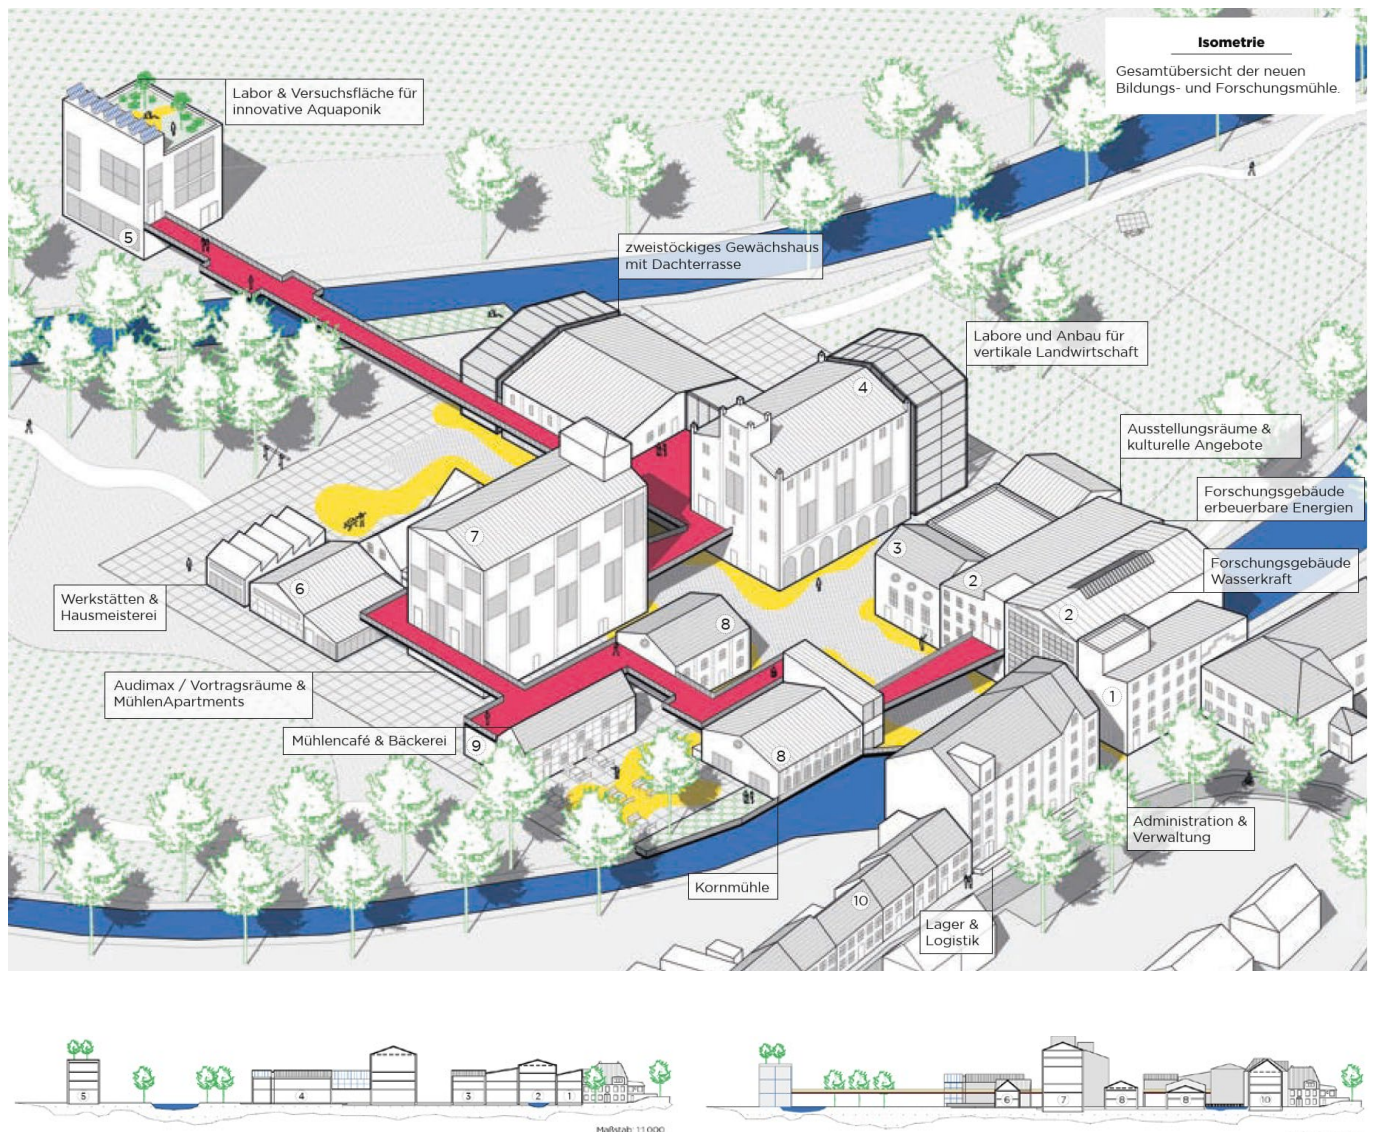 Isometrie
Gesamtübersicht der neuen
Bildungs- und Forschungsmühle.
Labor & Versuchsfläche für
innovative Aquaponik
5
zweistöckiges Gewächshaus
mit Dachterrasse
Labore und Anbau für
vertikale Landwirtschaft
4
Ausstellungsräume &
kulturelle Angebote
Forschungsgebäude
erbeuerbare Energien
Forschungsgebäude
Wasserkraft
7
3
2
2
6
Werkstätten &
Hausmeisterei
8
Audimax / Vortragsräume &
MühlenApartments
1
Mühlencafé & Bäckerei
9
8
Administration &
Verwaltung
Kornmühle
10
Lager &
Logistik
5
4
3
2
1
6
7
8
8
10
Maßstab: 1:1000